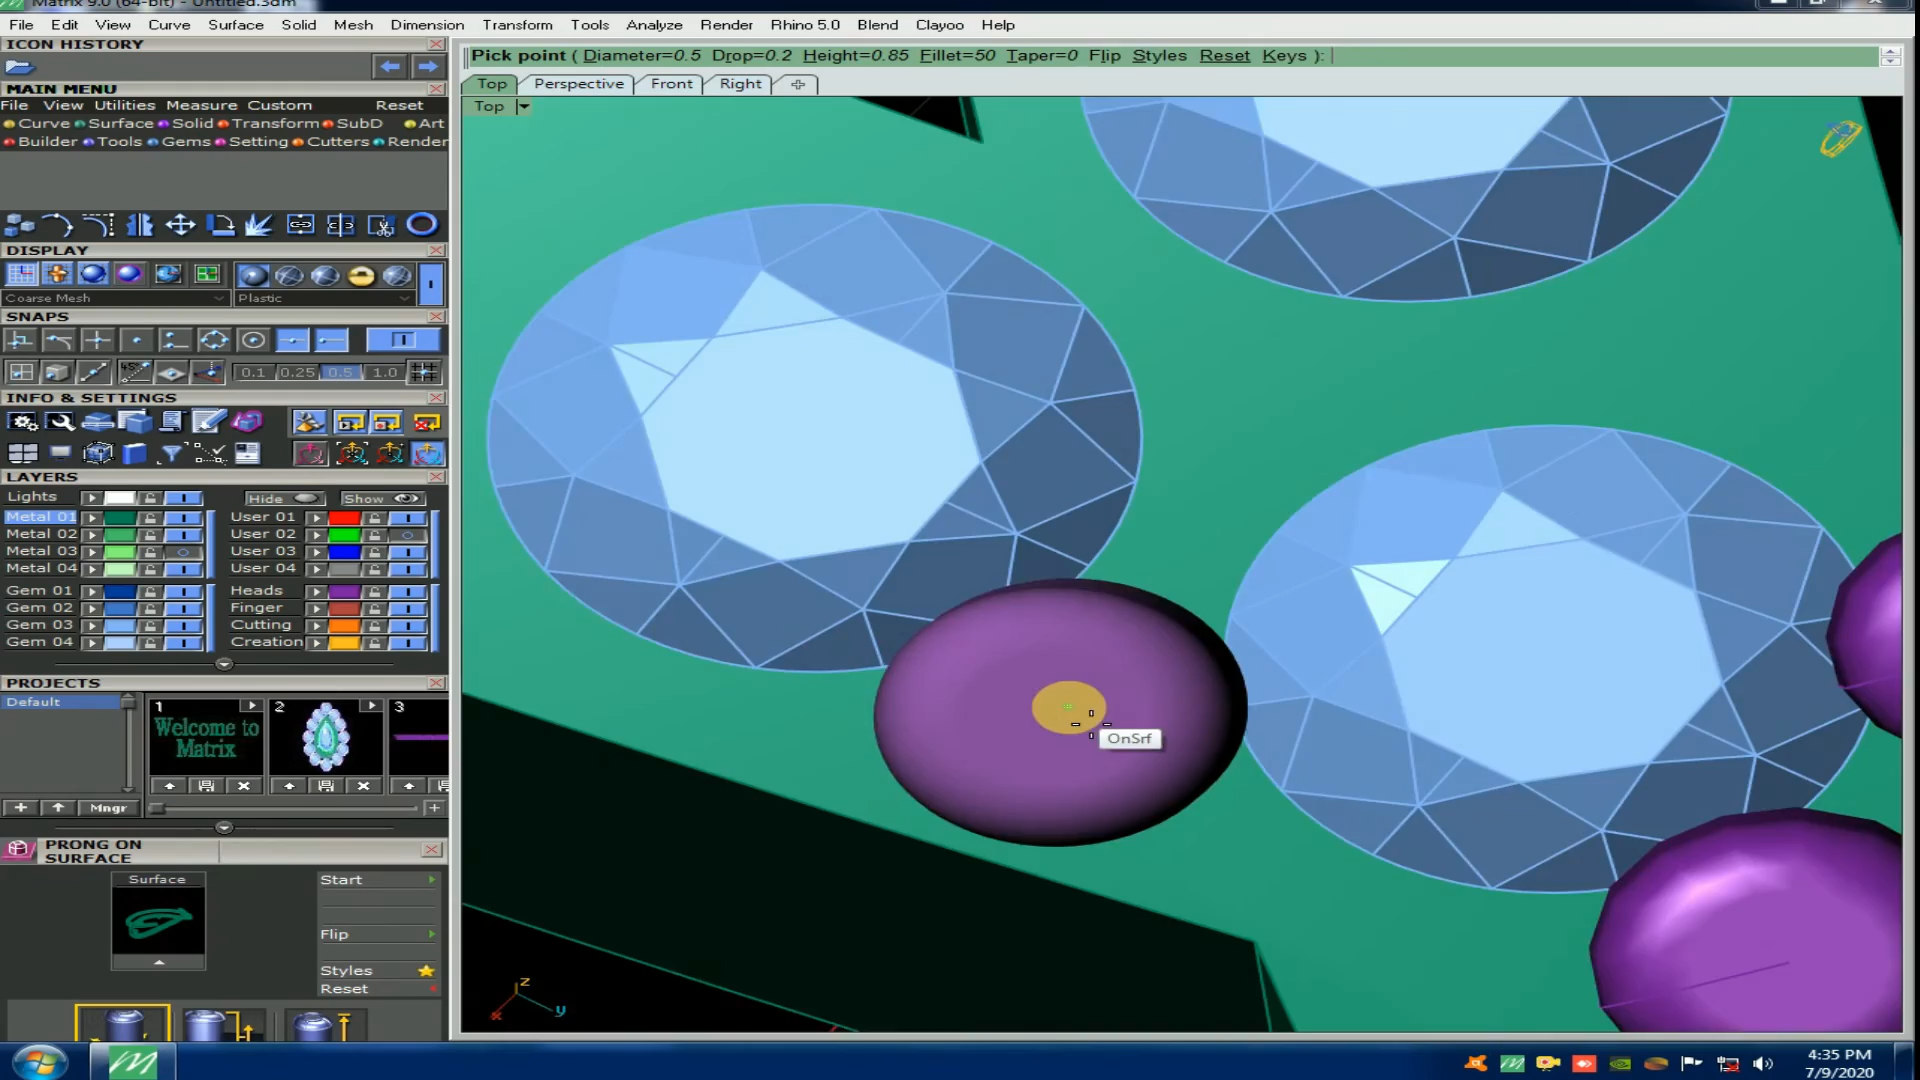 Matrix 9.0 (64-bit) - Untitled.3dm
File Edit View Curve Surface Solid Mesh Dimension Transform Tools Analyze Render Rhino 5.0 Blend Clayoo Help
ICON HISTORY
Pick point ( Diameter=0.5 Drop=0.2 Height=0.85 Fillet=50 Taper=0 Flip Styles Reset Keys ):
MAIN MENU
Top Perspective Front Right
File View Utilities Measure Custom Reset
Top
Curve Surface Solid Transform SubD Art
Builder Tools Gems Setting Cutters Render
DISPLAY
Coarse Mesh Plastic
SNAPS
45° 0.1 0.25 0.5 1.0
INFO & SETTINGS
LAYERS
Lights Hide Show
Metal 01 User 01
Metal 02 User 02
Metal 03 User 03
Metal 04 User 04
Gem 01 Heads
Gem 02 Finger
Gem 03 Cutting
Gem 04 Creation
PROJECTS
Default 1 2 3
Welcome to
Matrix
OnSrf
Mngr
PRONG ON
SURFACE
Surface Start
Flip
Styles
Reset
z
x y
4:35 PM
7/9/2020